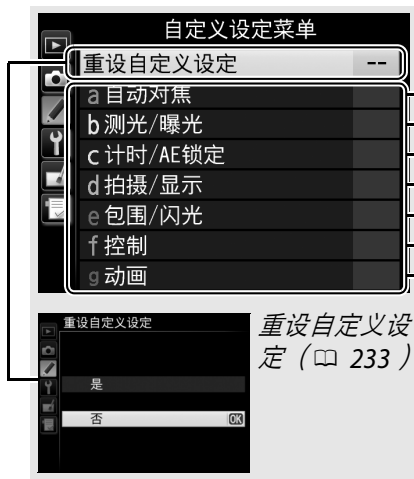 自定义设定菜单
重设自定义设定 --
a 自动对焦
b 测光/曝光
c 计时/AE锁定
d 拍摄/显示
e 包围/闪光
f 控制
g 动画
重设自定义设定
是
否 OK
重设自定义设
定（ 233 ）